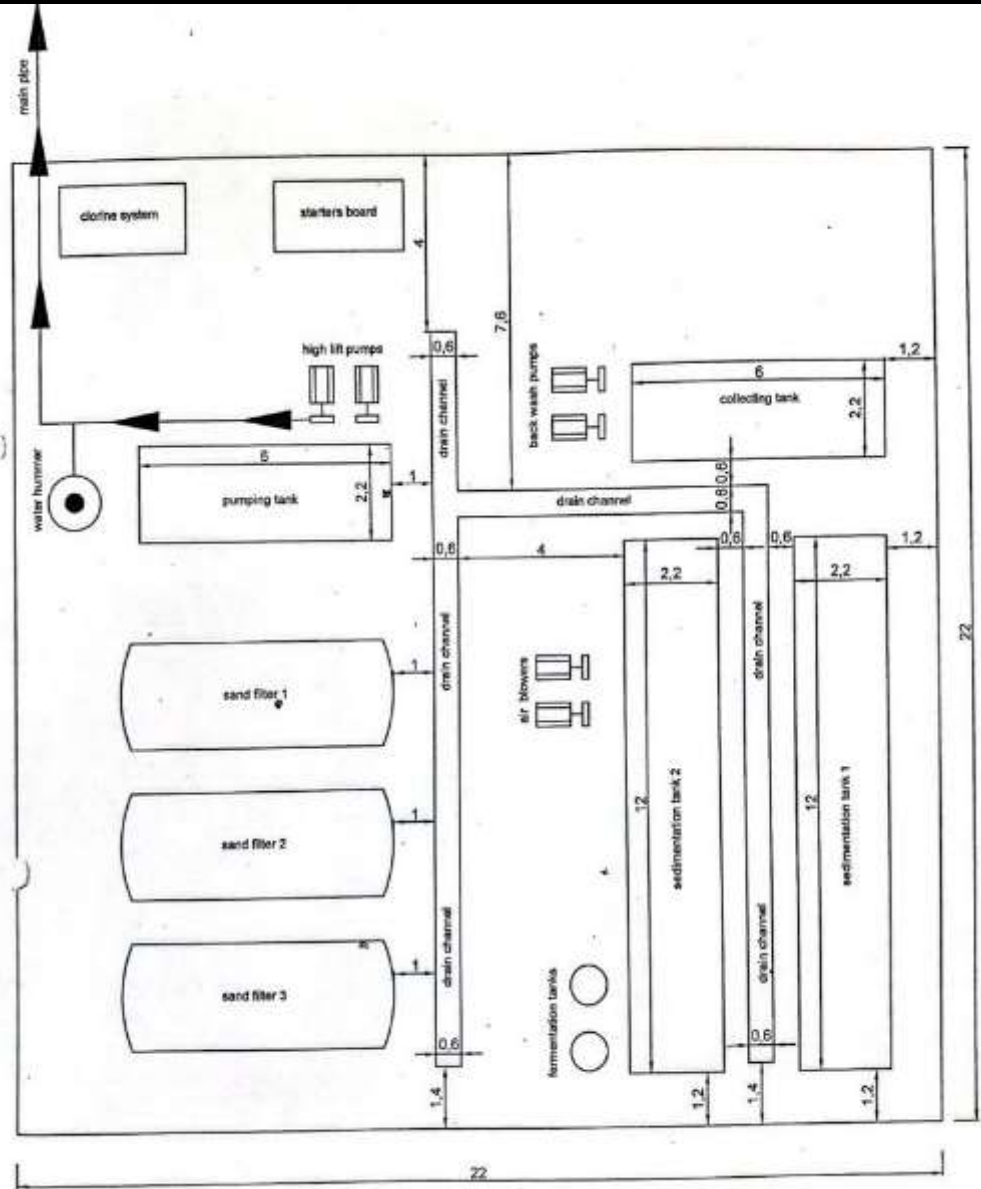 main pipe
clorine system
starters board
4
7,6
0,6
high lift pumps
drain channel
back wash pumps
1,2
6
collecting tank
2,2
water hummer
6
pumping tank
2,2
1
drain channel
0,6
0,6
0,6
4
0,6
0,6
1,2
2,2
2,2
22
sand filter 1
1
drain channel
air blowers
drain channel
sand filter 2
1
12
sedimentation tank 2
12
sedimentation tank 1
sand filter 3
1
drain channel
fermentation tanks
drain channel
0,6
0,6
1,4
1,2
1,4
1,2
22